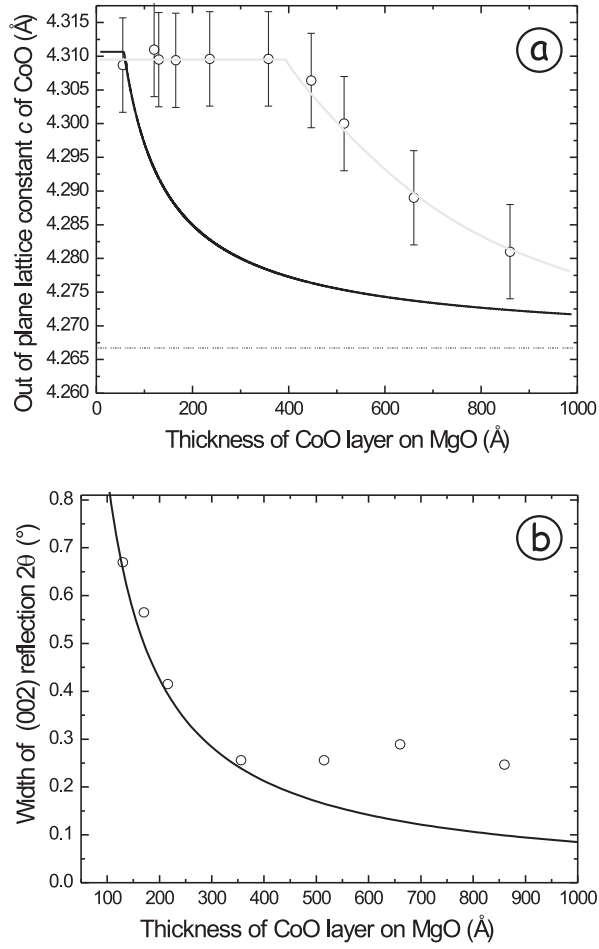 a
Out of plane lattice constant c of CoO (Å)
4.315
4.310
4.305
4.300
4.295
4.290
4.285
4.280
4.275
4.270
4.265
4.260
0 200 400 600 800 1000
Thickness of CoO layer on MgO (Å)
b
Width of (002) reflection 2θ (°)
0.8
0.7
0.6
0.5
0.4
0.3
0.2
0.1
0.0
100 200 300 400 500 600 700 800 900 1000
Thickness of CoO layer on MgO (Å)